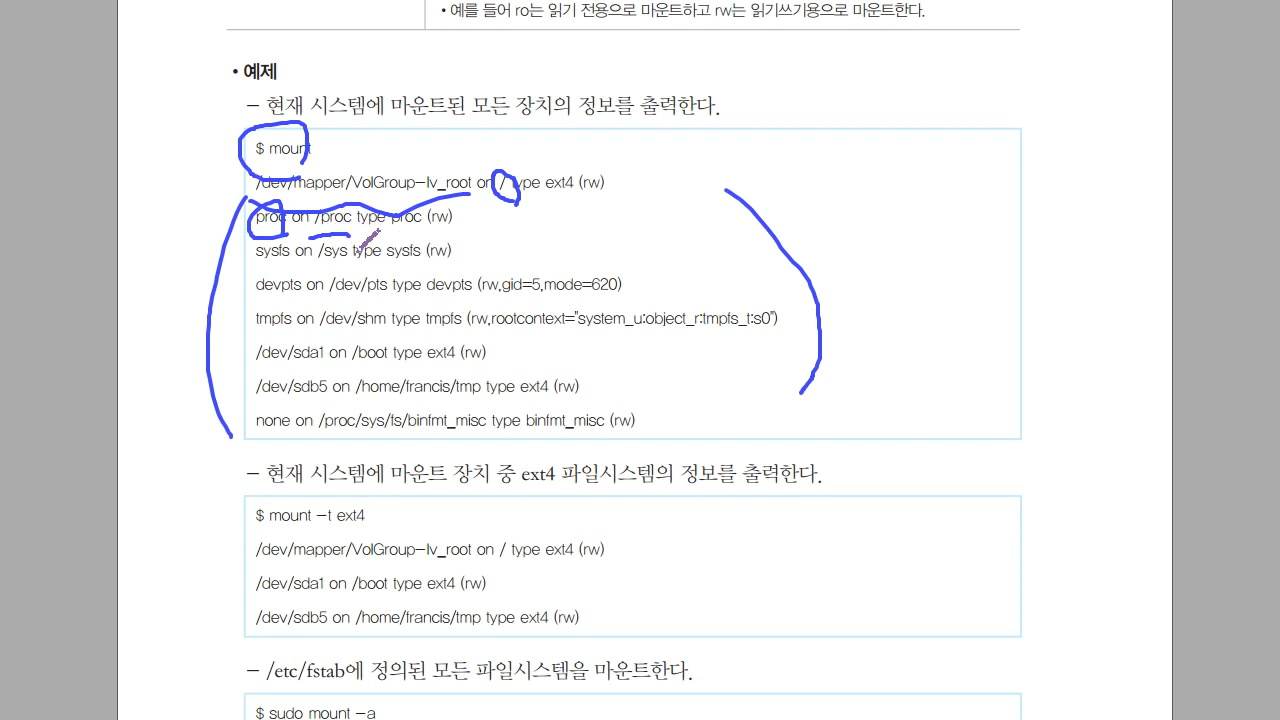 • 예를 들어 ro는 읽기 전용으로 마운트하고 rw는 읽기쓰기용으로 마운트한다.
• 예제
– 현재 시스템에 마운트된 모든 장치의 정보를 출력한다.
$ mount
/dev/mapper/VolGroup-lv_root on / type ext4 (rw)
proc on /proc type proc (rw)
sysfs on /sys type sysfs (rw)
devpts on /dev/pts type devpts (rw,gid=5,mode=620)
tmpfs on /dev/shm type tmpfs (rw,rootcontext="system_u:object_r:tmpfs_t:s0")
/dev/sda1 on /boot type ext4 (rw)
/dev/sdb5 on /home/francis/tmp type ext4 (rw)
none on /proc/sys/fs/binfmt_misc type binfmt_misc (rw)
– 현재 시스템에 마운트 장치 중 ext4 파일시스템의 정보를 출력한다.
$ mount -t ext4
/dev/mapper/VolGroup-lv_root on / type ext4 (rw)
/dev/sda1 on /boot type ext4 (rw)
/dev/sdb5 on /home/francis/tmp type ext4 (rw)
– /etc/fstab에 정의된 모든 파일시스템을 마운트한다.
$ sudo mount -a